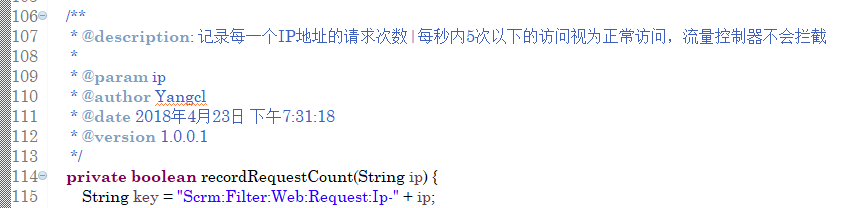 106 /**
107 * @description: 记录每一个IP地址的请求次数|每秒内5次以下的访问视为正常访问，流量控制器不会拦截
108 *
109 * @param ip
110 * @author Yangcl
111 * @date 2018年4月23日 下午7:31:18
112 * @version 1.0.0.1
113 */
114 private boolean recordRequestCount(String ip) {
115 String key = "Scrm:Filter:Web:Request:Ip-" + ip;